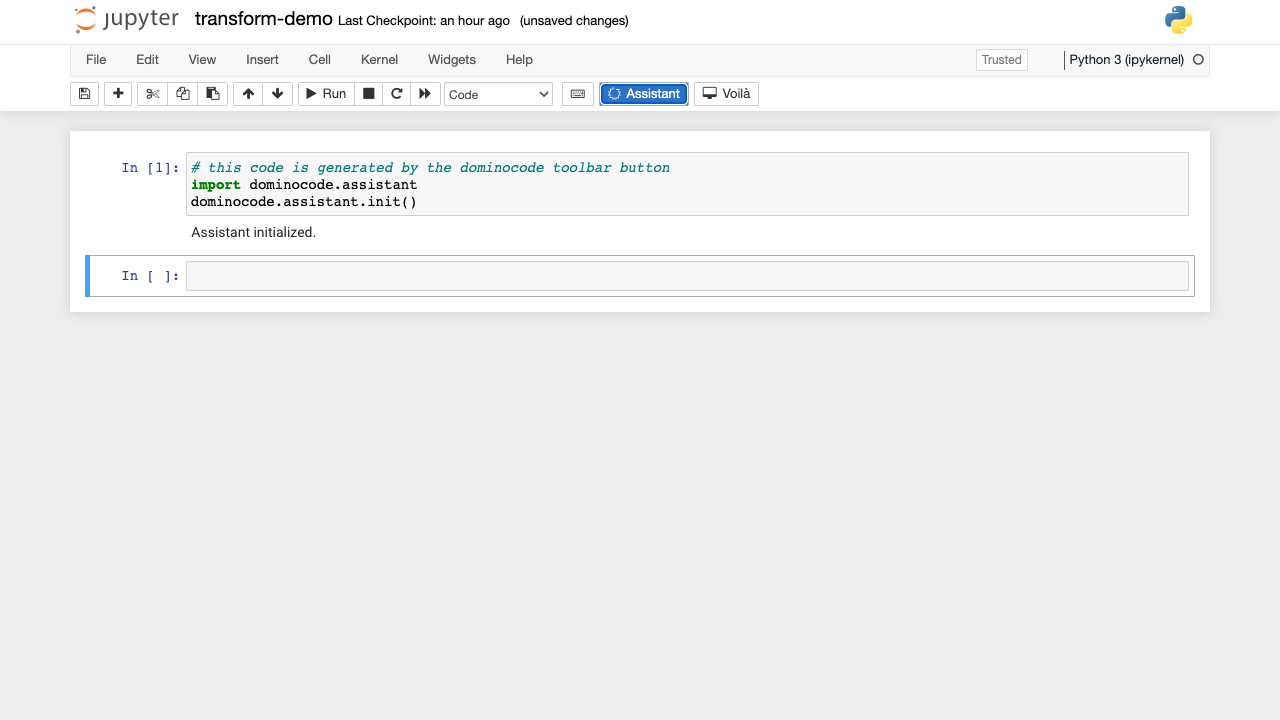 jupyter transform-demo Last Checkpoint: an hour ago (unsaved changes)
File Edit View Insert Cell Kernel Widgets Help Trusted Python 3 (ipykernel)
Run Code Assistant Voilà
In [1]: # this code is generated by the dominocode toolbar button
import dominocode.assistant
dominocode.assistant.init()
Assistant initialized.
In [ ]: